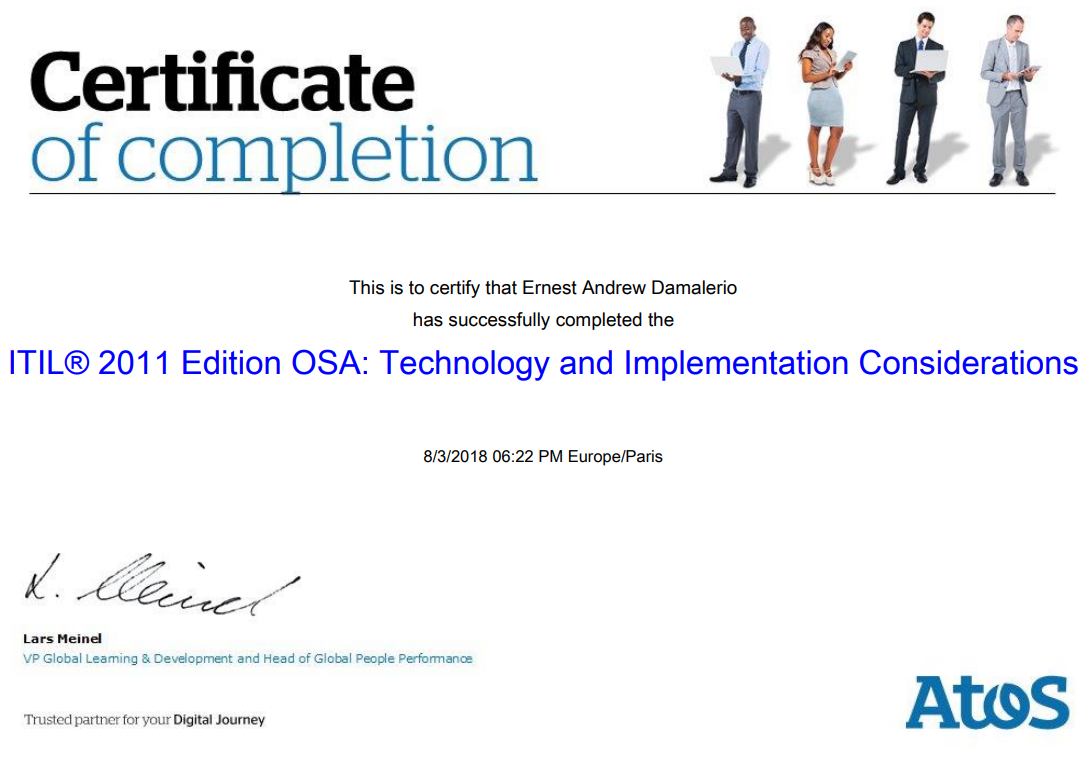 Certificate
of completion
This is to certify that Ernest Andrew Damalerio
has successfully completed the
ITIL® 2011 Edition OSA: Technology and Implementation Considerations
8/3/2018 06:22 PM Europe/Paris
L. Meinel
Lars Meinel
VP Global Learning & Development and Head of Global People Performance
Trusted partner for your Digital Journey
Atos